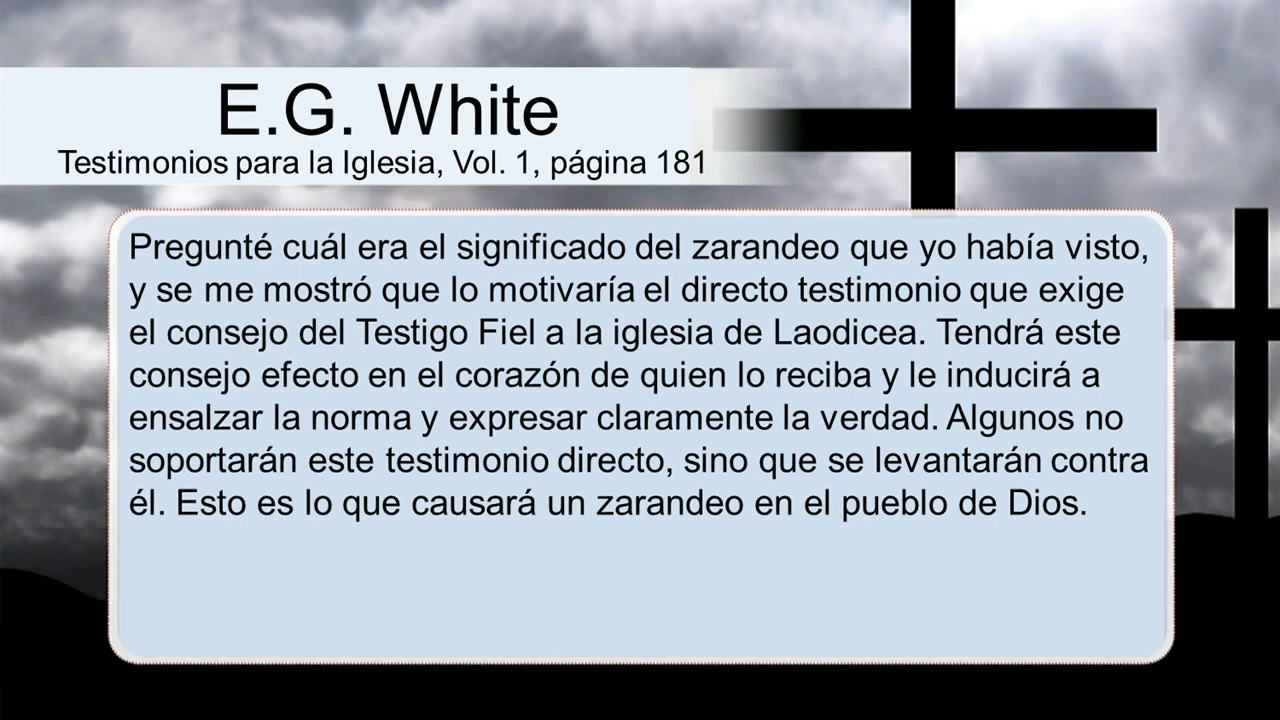 E.G. White
Testimonios para la Iglesia, Vol. 1, página 181
Pregunté cuál era el significado del zarandeo que yo había visto,
y se me mostró que lo motivaría el directo testimonio que exige
el consejo del Testigo Fiel a la iglesia de Laodicea. Tendrá este
consejo efecto en el corazón de quien lo reciba y le inducirá a
ensalzar la norma y expresar claramente la verdad. Algunos no
soportarán este testimonio directo, sino que se levantarán contra
él. Esto es lo que causará un zarandeo en el pueblo de Dios.